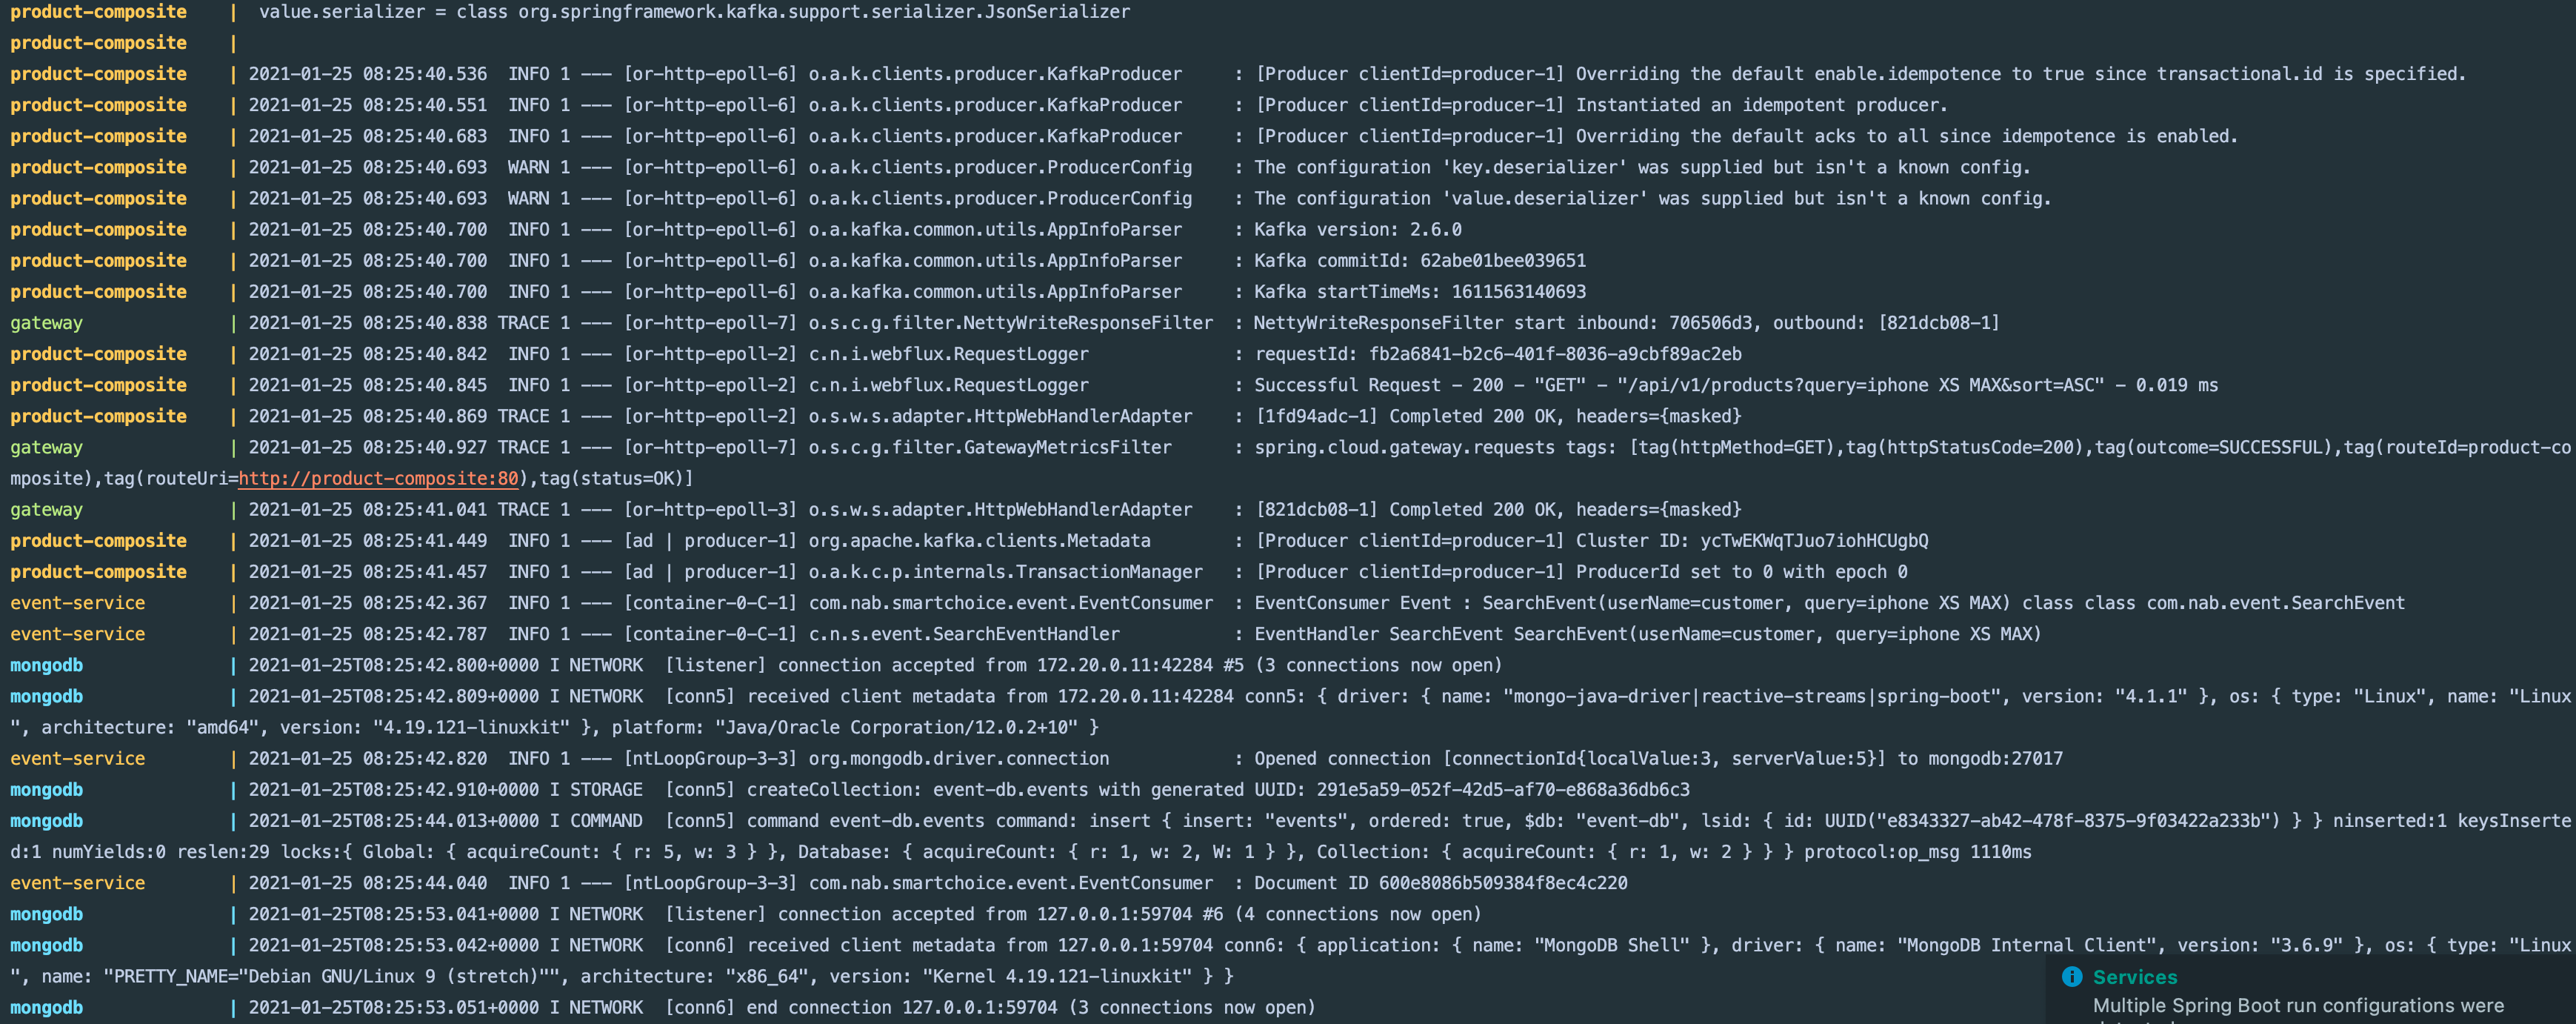 product-composite | value.serializer = class org.springframework.kafka.support.serializer.JsonSerializer
product-composite |
product-composite | 2021-01-25 08:25:40.536 INFO 1 --- [or-http-epoll-6] o.a.k.clients.producer.KafkaProducer : [Producer clientId=producer-1] Overriding the default enable.idempotence to true since transactional.id is specified.
product-composite | 2021-01-25 08:25:40.551 INFO 1 --- [or-http-epoll-6] o.a.k.clients.producer.KafkaProducer : [Producer clientId=producer-1] Instantiated an idempotent producer.
product-composite | 2021-01-25 08:25:40.683 INFO 1 --- [or-http-epoll-6] o.a.k.clients.producer.KafkaProducer : [Producer clientId=producer-1] Overriding the default acks to all since idempotence is enabled.
product-composite | 2021-01-25 08:25:40.693 WARN 1 --- [or-http-epoll-6] o.a.k.clients.producer.ProducerConfig : The configuration 'key.deserializer' was supplied but isn't a known config.
product-composite | 2021-01-25 08:25:40.693 WARN 1 --- [or-http-epoll-6] o.a.k.clients.producer.ProducerConfig : The configuration 'value.deserializer' was supplied but isn't a known config.
product-composite | 2021-01-25 08:25:40.700 INFO 1 --- [or-http-epoll-6] o.a.kafka.common.utils.AppInfoParser : Kafka version: 2.6.0
product-composite | 2021-01-25 08:25:40.700 INFO 1 --- [or-http-epoll-6] o.a.kafka.common.utils.AppInfoParser : Kafka commitId: 62abe01bee039651
product-composite | 2021-01-25 08:25:40.700 INFO 1 --- [or-http-epoll-6] o.a.kafka.common.utils.AppInfoParser : Kafka startTimeMs: 1611563140693
gateway | 2021-01-25 08:25:40.838 TRACE 1 --- [or-http-epoll-7] o.s.c.g.filter.NettyWriteResponseFilter : NettyWriteResponseFilter start inbound: 706506d3, outbound: [821dcb08-1]
product-composite | 2021-01-25 08:25:40.842 INFO 1 --- [or-http-epoll-2] c.n.i.webflux.RequestLogger : requestId: fb2a6841-b2c6-401f-8036-a9cbf89ac2eb
product-composite | 2021-01-25 08:25:40.845 INFO 1 --- [or-http-epoll-2] c.n.i.webflux.RequestLogger : Successful Request - 200 - "GET" - "/api/v1/products?query=iphone XS MAX&sort=ASC" - 0.019 ms
product-composite | 2021-01-25 08:25:40.869 TRACE 1 --- [or-http-epoll-2] o.s.w.s.adapter.HttpWebHandlerAdapter : [1fd94adc-1] Completed 200 OK, headers={masked}
gateway | 2021-01-25 08:25:40.927 TRACE 1 --- [or-http-epoll-7] o.s.c.g.filter.GatewayMetricsFilter : spring.cloud.gateway.requests tags: [tag(httpMethod=GET),tag(httpStatusCode=200),tag(outcome=SUCCESSFUL),tag(routeId=product-co
mposite),tag(routeUri=http://product-composite:80),tag(status=OK)]
gateway | 2021-01-25 08:25:41.041 TRACE 1 --- [or-http-epoll-3] o.s.w.s.adapter.HttpWebHandlerAdapter : [821dcb08-1] Completed 200 OK, headers={masked}
product-composite | 2021-01-25 08:25:41.449 INFO 1 --- [ad | producer-1] org.apache.kafka.clients.Metadata : [Producer clientId=producer-1] Cluster ID: ycTwEKWqTJuo7iohHCUgbQ
product-composite | 2021-01-25 08:25:41.457 INFO 1 --- [ad | producer-1] o.a.k.c.p.internals.TransactionManager : [Producer clientId=producer-1] ProducerId set to 0 with epoch 0
event-service | 2021-01-25 08:25:42.367 INFO 1 --- [container-0-C-1] com.nab.smartchoice.event.EventConsumer : EventConsumer Event : SearchEvent(userName=customer, query=iphone XS MAX) class class com.nab.event.SearchEvent
event-service | 2021-01-25 08:25:42.787 INFO 1 --- [container-0-C-1] c.n.s.event.SearchEventHandler : EventHandler SearchEvent SearchEvent(userName=customer, query=iphone XS MAX)
mongodb | 2021-01-25T08:25:42.800+0000 I NETWORK [listener] connection accepted from 172.20.0.11:42284 #5 (3 connections now open)
mongodb | 2021-01-25T08:25:42.809+0000 I NETWORK [conn5] received client metadata from 172.20.0.11:42284 conn5: { driver: { name: "mongo-java-driver|reactive-streams|spring-boot", version: "4.1.1" }, os: { type: "Linux", name: "Linux
", architecture: "amd64", version: "4.19.121-linuxkit" }, platform: "Java/Oracle Corporation/12.0.2+10" }
event-service | 2021-01-25 08:25:42.820 INFO 1 --- [ntLoopGroup-3-3] org.mongodb.driver.connection : Opened connection [connectionId{localValue:3, serverValue:5}] to mongodb:27017
mongodb | 2021-01-25T08:25:42.910+0000 I STORAGE [conn5] createCollection: event-db.events with generated UUID: 291e5a59-052f-42d5-af70-e868a36db6c3
mongodb | 2021-01-25T08:25:44.013+0000 I COMMAND [conn5] command event-db.events command: insert { insert: "events", ordered: true, $db: "event-db", lsid: { id: UUID("e8343327-ab42-478f-8375-9f03422a233b") } } ninserted:1 keysInserte
d:1 numYields:0 reslen:29 locks:{ Global: { acquireCount: { r: 5, w: 3 } }, Database: { acquireCount: { r: 1, w: 2, W: 1 } }, Collection: { acquireCount: { r: 1, w: 2 } } } protocol:op_msg 1110ms
event-service | 2021-01-25 08:25:44.040 INFO 1 --- [ntLoopGroup-3-3] com.nab.smartchoice.event.EventConsumer : Document ID 600e8086b509384f8ec4c220
mongodb | 2021-01-25T08:25:53.041+0000 I NETWORK [listener] connection accepted from 127.0.0.1:59704 #6 (4 connections now open)
mongodb | 2021-01-25T08:25:53.042+0000 I NETWORK [conn6] received client metadata from 127.0.0.1:59704 conn6: { application: { name: "MongoDB Shell" }, driver: { name: "MongoDB Internal Client", version: "3.6.9" }, os: { type: "Linux
", name: "PRETTY_NAME="Debian GNU/Linux 9 (stretch)"", architecture: "x86_64", version: "Kernel 4.19.121-linuxkit" } }
mongodb | 2021-01-25T08:25:53.051+0000 I NETWORK [conn6] end connection 127.0.0.1:59704 (3 connections now open)
Services
Multiple Spring Boot run configurations were